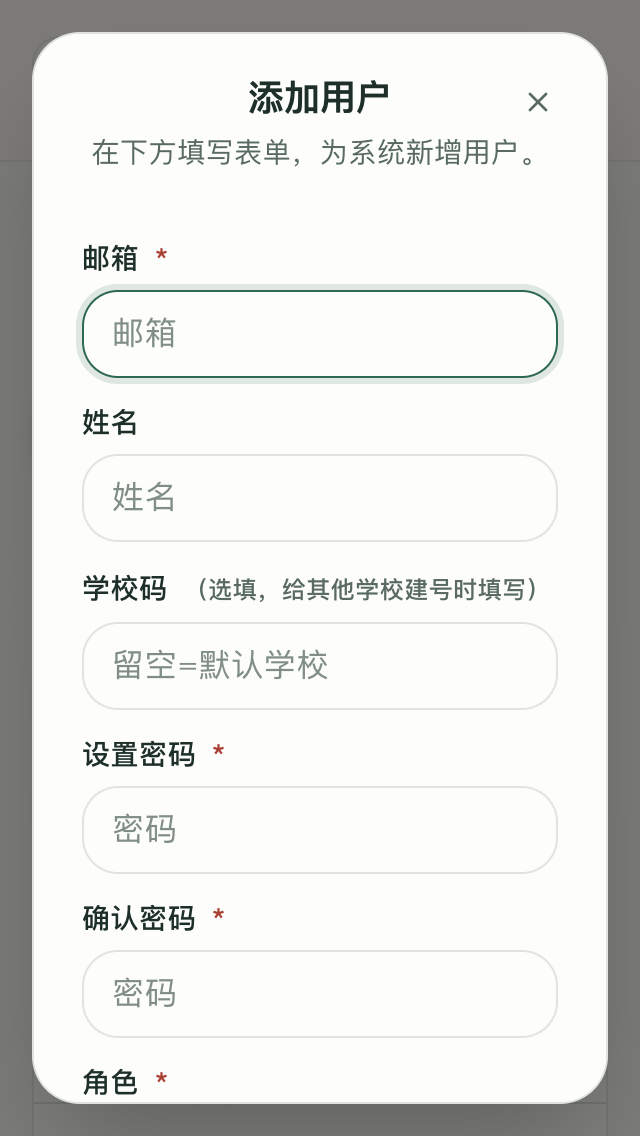 添加用户
在下方填写表单，为系统新增用户。
邮箱 *
邮箱
姓名
姓名
学校码 （选填，给其他学校建号时填写）
留空=默认学校
设置密码 *
密码
确认密码 *
密码
角色 *